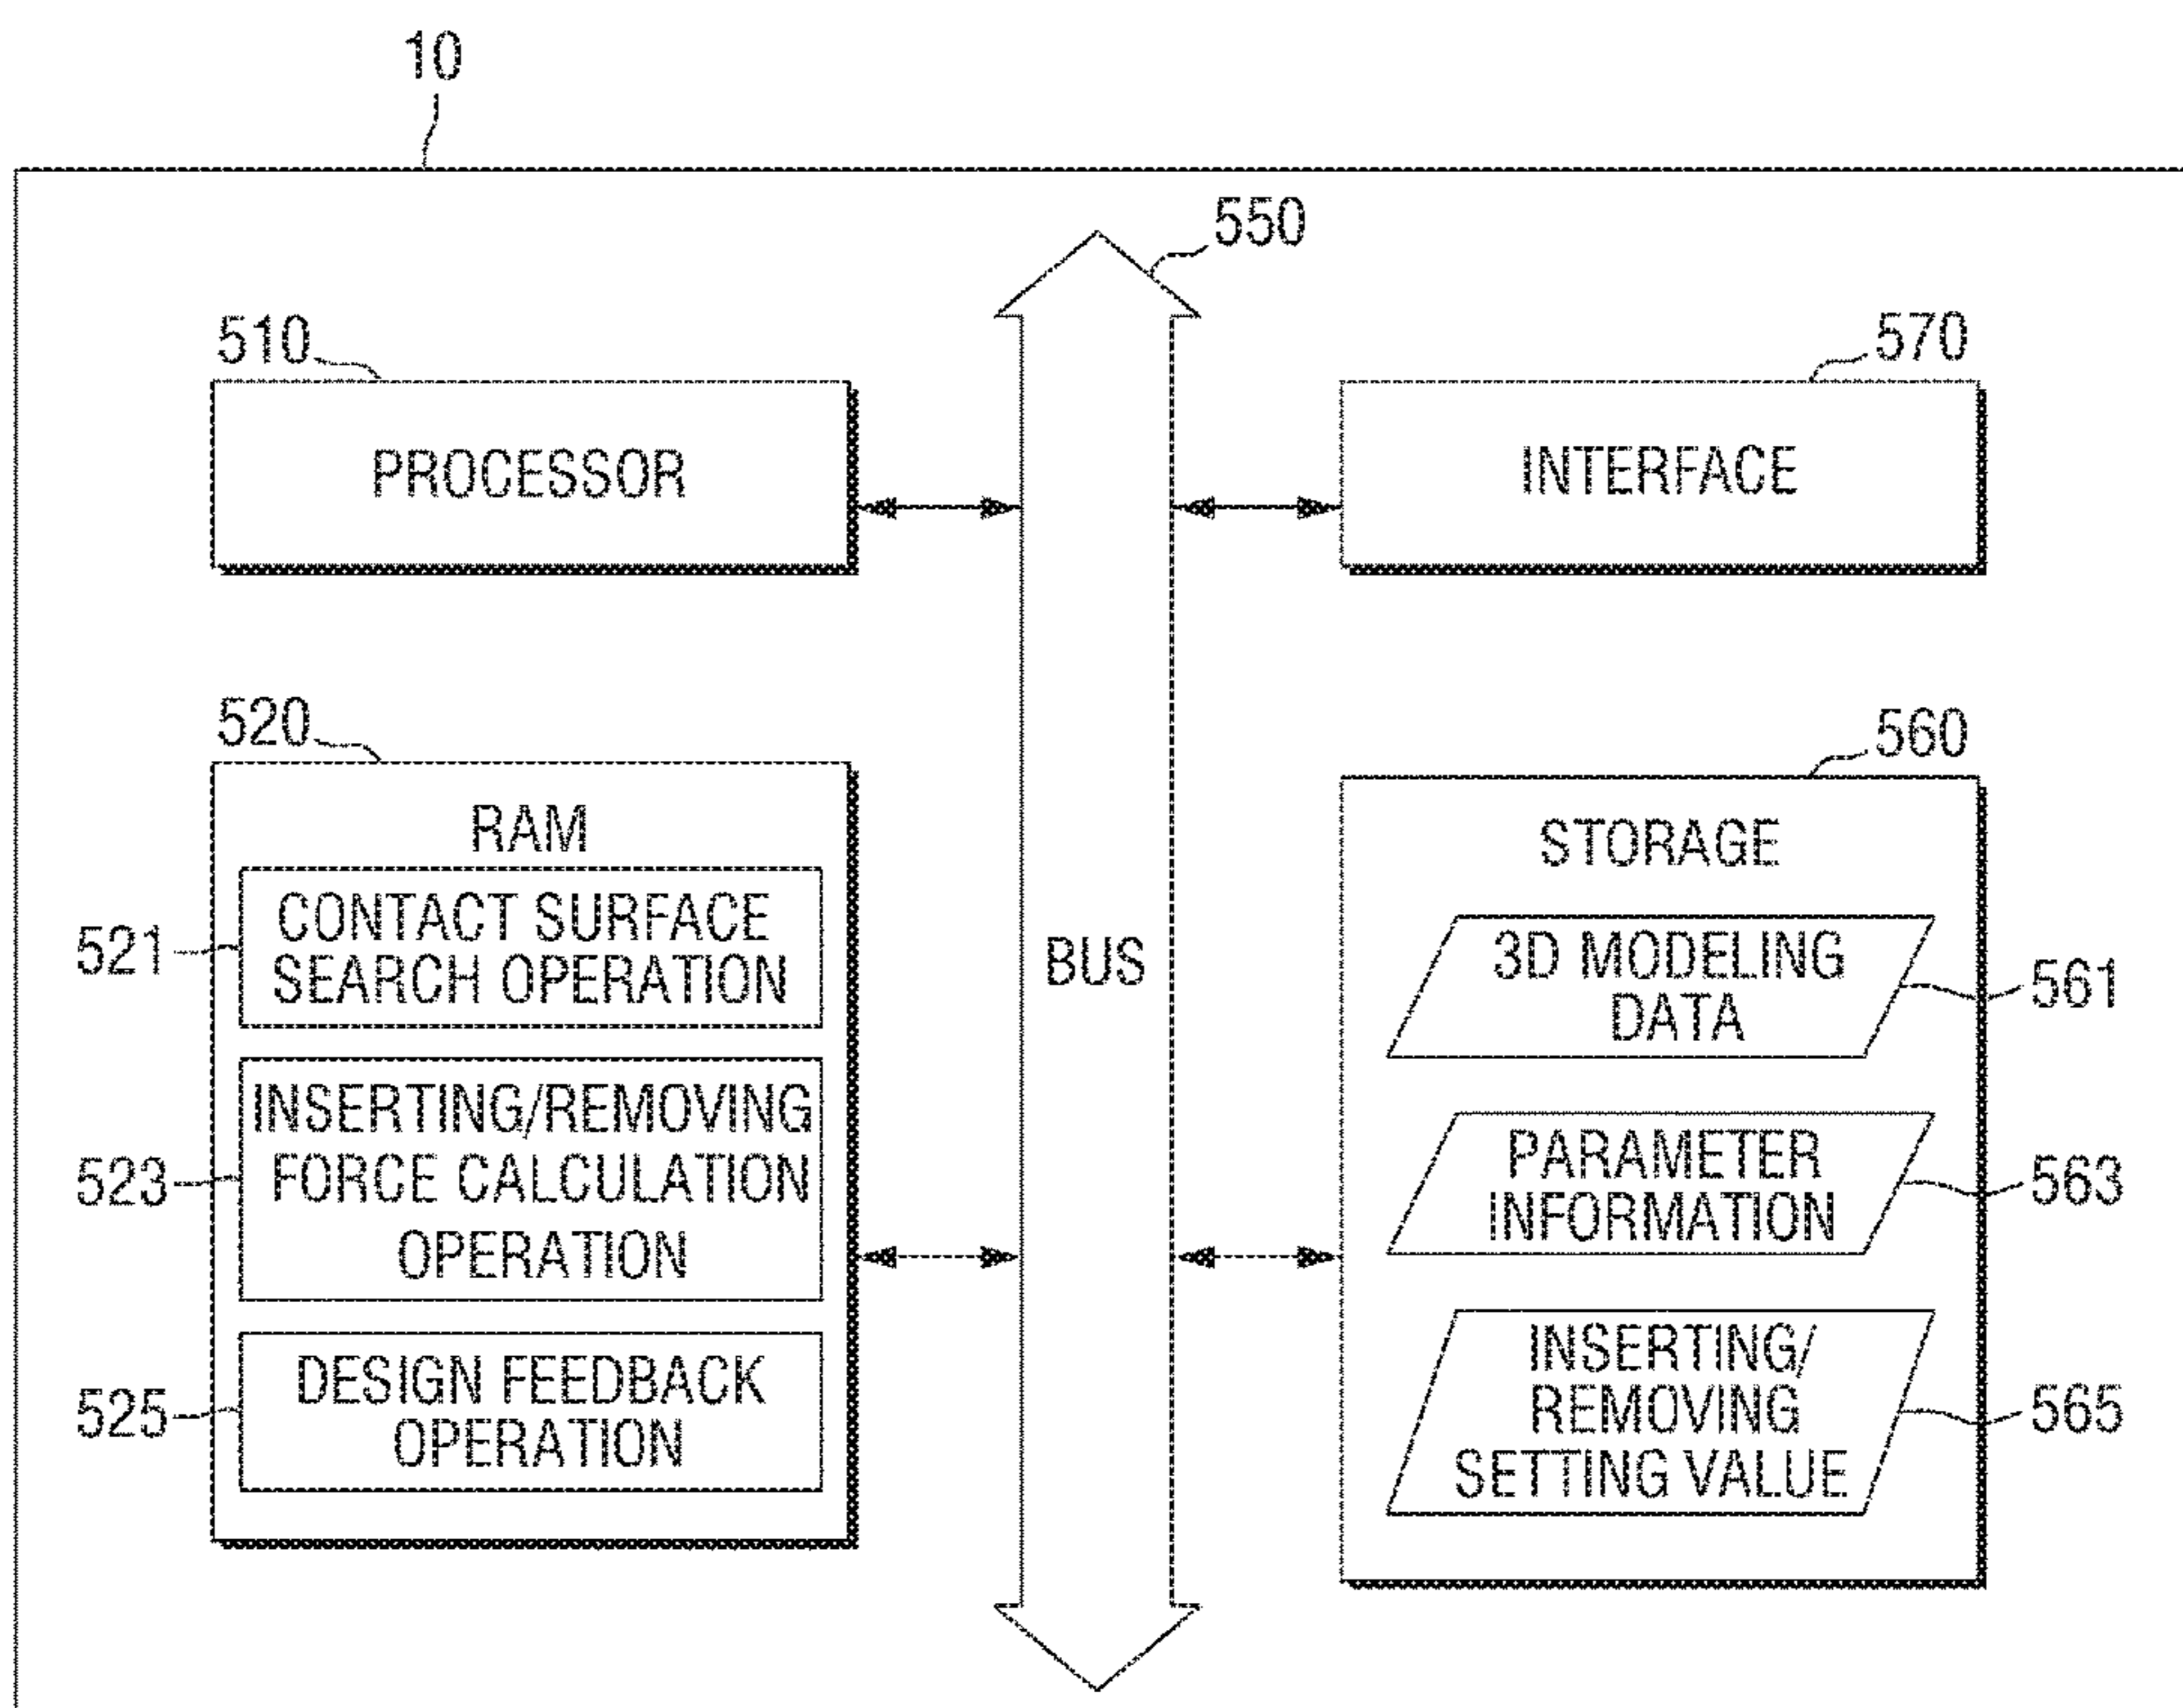 10
550
510
PROCESSOR
570
INTERFACE
520
RAM
521
CONTACT SURFACE
SEARCH OPERATION
523
INSERTING/REMOVING
FORCE CALCULATION
OPERATION
525
DESIGN FEEDBACK
OPERATION
BUS
560
STORAGE
3D MODELING
DATA
561
PARAMETER
INFORMATION
563
INSERTING/
REMOVING
SETTING VALUE
565